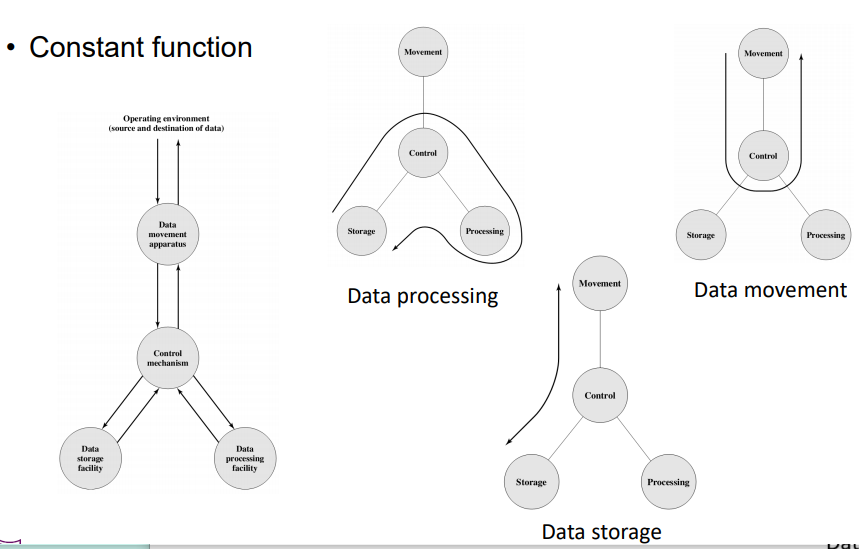 • Constant function
Operating environment
(source and destination of data)
Data
movement
apparatus
Control
mechanism
Data
storage
facility
Data
processing
facility
Movement
Control
Storage
Processing
Data processing
Movement
Control
Storage
Processing
Data movement
Movement
Control
Storage
Processing
Data storage